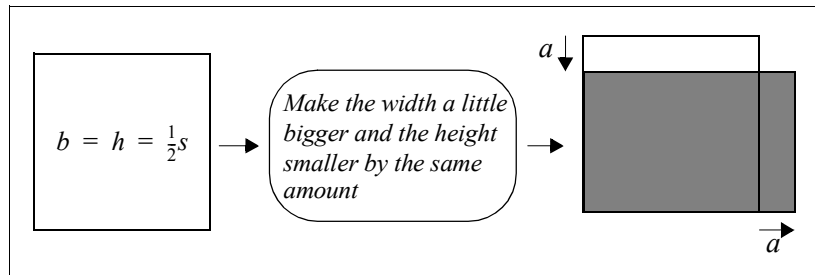 b = h = ½s
Make the width a little
bigger and the height
smaller by the same
amount
a
a